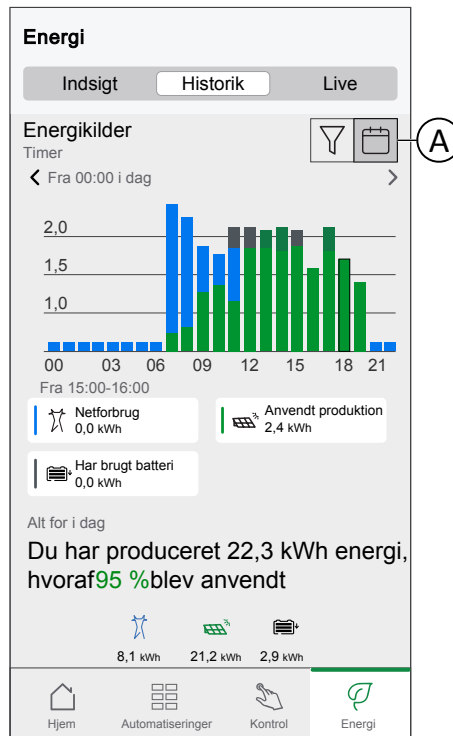 Energi
Indsigt Historik Live
Energikilder
Timer
A
Fra 00:00 i dag
2,0
1,5
1,0
00 03 06 09 12 15 18 21
Fra 15:00-16:00
Netforbrug
0,0 kWh
Anvendt produktion
2,4 kWh
Har brugt batteri
0,0 kWh
Alt for i dag
Du har produceret 22,3 kWh energi,
hvoraf95 %blev anvendt
8,1 kWh 21,2 kWh 2,9 kWh
Hjem Automatiseringer Kontrol Energi